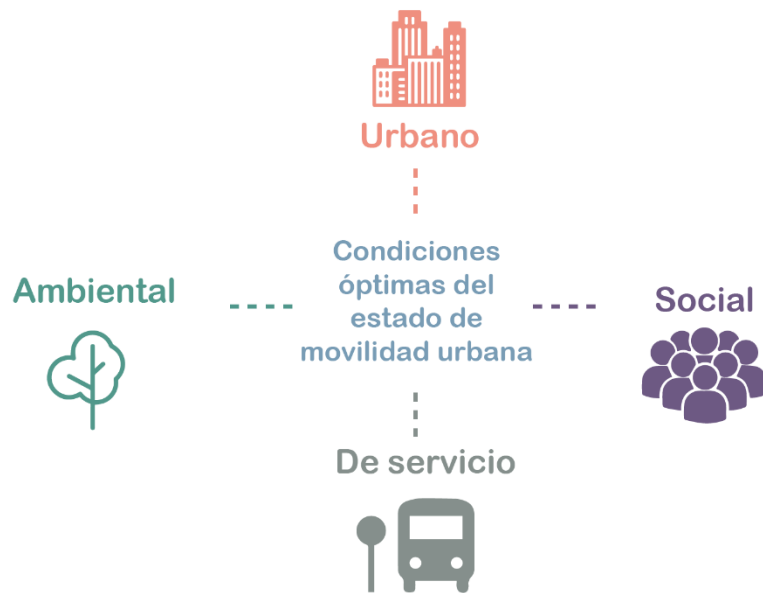 Urbano
Condiciones
óptimas del
estado de
movilidad urbana
Ambiental
Social
De servicio